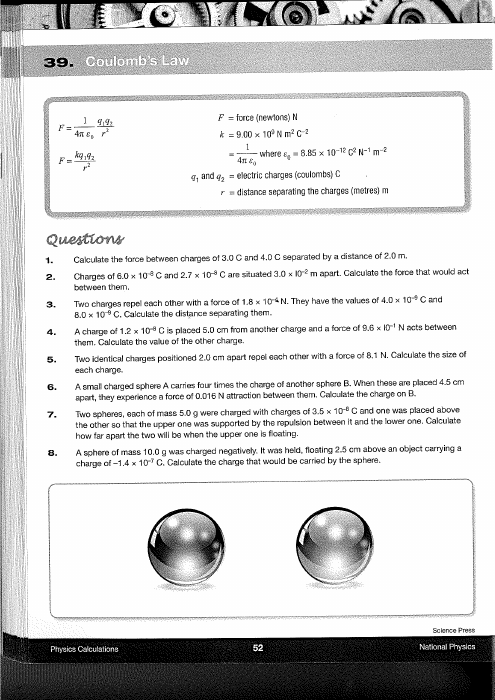 39. Coulomb's Law
F = 1/(4π ε₀) q₁q₂/r²
F = kq₁q₂/r²
F = force (newtons) N
k = 9.00 × 10⁹ N m² C⁻²
= 1/(4π ε₀) where ε₀ = 8.85 × 10⁻¹² C² N⁻¹ m⁻²
q₁ and q₂ = electric charges (coulombs) C
r = distance separating the charges (metres) m
Questions
1. Calculate the force between charges of 3.0 C and 4.0 C separated by a distance of 2.0 m.
2. Charges of 6.0 × 10⁻⁸ C and 2.7 × 10⁻⁸ C are situated 3.0 x 10⁻² m apart. Calculate the force that would act
between them.
3. Two charges repel each other with a force of 1.8 × 10⁻⁴ N. They have the values of 4.0 × 10⁻⁹ C and
8.0 × 10⁻⁹ C. Calculate the distance separating them.
4. A charge of 1.2 × 10⁻⁸ C is placed 5.0 cm from another charge and a force of 9.6 × 10⁻¹ N acts between
them. Calculate the value of the other charge.
5. Two identical charges positioned 2.0 cm apart repel each other with a force of 8.1 N. Calculate the size of
each charge.
6. A small charged sphere A carries four times the charge of another sphere B. When these are placed 4.5 cm
apart, they experience a force of 0.016 N attraction between them. Calculate the charge on B.
7. Two spheres, each of mass 5.0 g were charged with charges of 3.5 × 10⁻⁸ C and one was placed above
the other so that the upper one was supported by the repulsion between it and the lower one. Calculate
how far apart the two will be when the upper one is floating.
8. A sphere of mass 10.0 g was charged negatively. It was held, floating 2.5 cm above an object carrying a
charge of –1.4 × 10⁻⁷ C. Calculate the charge that would be carried by the sphere.
Science Press
Physics Calculations
52
National Physics